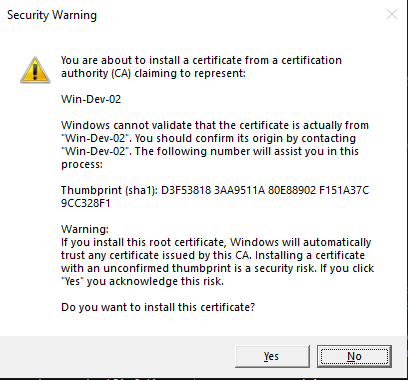 Security Warning
You are about to install a certificate from a certification
authority (CA) claiming to represent:
Win-Dev-02
Windows cannot validate that the certificate is actually from
"Win-Dev-02". You should confirm its origin by contacting
"Win-Dev-02". The following number will assist you in this
process:
Thumbprint (sha1): D3F53818 3AA9511A 80E88902 F151A37C
9CC328F1
Warning:
If you install this root certificate, Windows will automatically
trust any certificate issued by this CA. Installing a certificate
with an unconfirmed thumbprint is a security risk. If you click
"Yes" you acknowledge this risk.
Do you want to install this certificate?
Yes
No